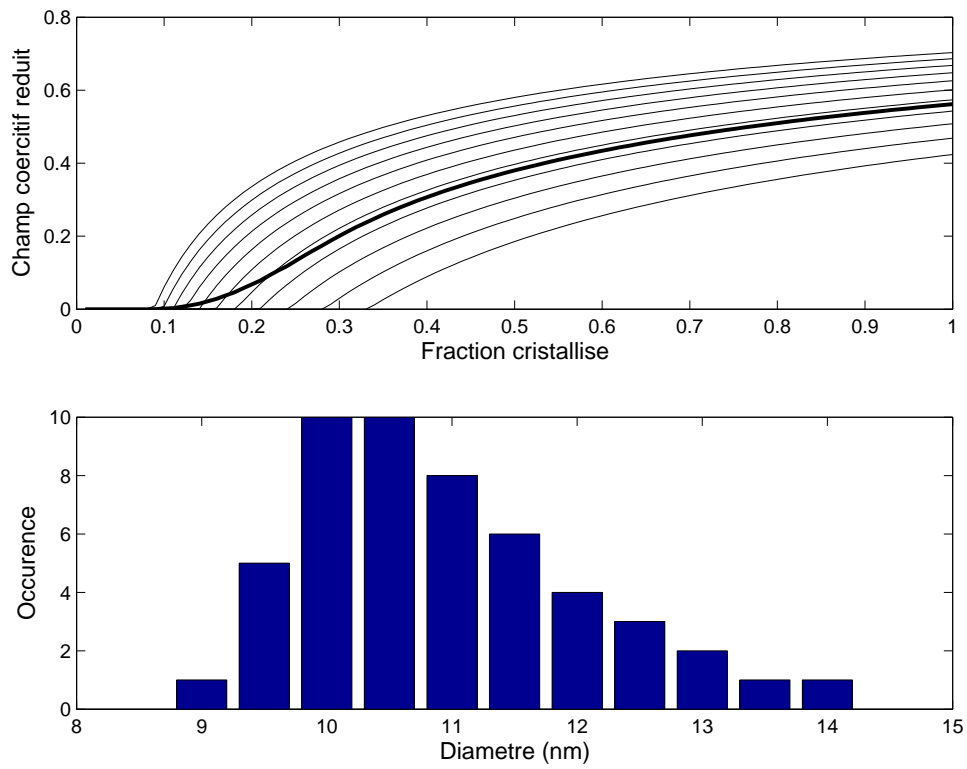 0.8
0.6
0.4
0.2
0
Champ coercitif reduit
0 0.1 0.2 0.3 0.4 0.5 0.6 0.7 0.8 0.9 1
Fraction cristallise
10
8
6
4
2
0
Occurence
8 9 10 11 12 13 14 15
Diametre (nm)